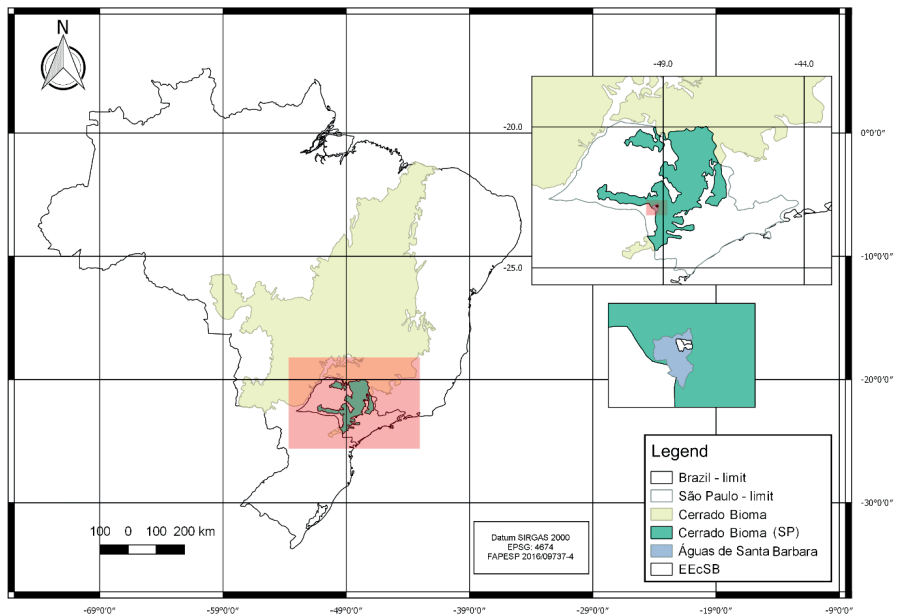 N
-49.0
-44.0
-20.0
-25.0
0°0'0"
-10°0'0"
-20°0'0"
-30°0'0"
Legend
Brazil - limit
São Paulo - limit
Cerrado Bioma
Cerrado Bioma (SP)
Águas de Santa Barbara
EEcSB
100 0 100 200 km
Datum SIRGAS 2000
EPSG: 4674
FAPESP 2016/09737-4
-69°0'0" -59°0'0" -49°0'0" -39°0'0" -29°0'0" -19°0'0" -9°0'0"